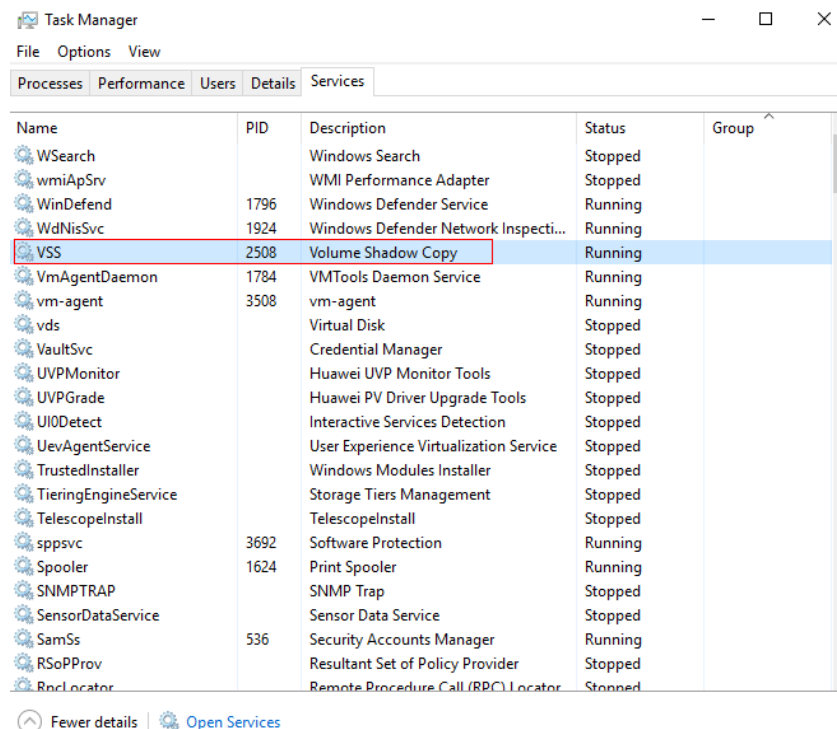 Task Manager
File Options View
Processes Performance Users Details Services
Name PID Description Status Group
WSearch Windows Search Stopped
wmiApSrv WMI Performance Adapter Stopped
WinDefend 1796 Windows Defender Service Running
WdNisSvc 1924 Windows Defender Network Inspecti... Running
VSS 2508 Volume Shadow Copy Running
VmAgentDaemon 1784 VMTools Daemon Service Running
vm-agent 3508 vm-agent Running
vds Virtual Disk Stopped
VaultSvc Credential Manager Stopped
UVPMonitor Huawei UVP Monitor Tools Stopped
UVPGrade Huawei PV Driver Upgrade Tools Stopped
UI0Detect Interactive Services Detection Stopped
UevAgentService User Experience Virtualization Service Stopped
TrustedInstaller Windows Modules Installer Stopped
TieringEngineService Storage Tiers Management Stopped
TelescopeInstall TelescopeInstall Stopped
sppsvc 3692 Software Protection Running
Spooler 1624 Print Spooler Running
SNMPTRAP SNMP Trap Stopped
SensorDataService Sensor Data Service Stopped
SamSs 536 Security Accounts Manager Running
RSoPProv Resultant Set of Policy Provider Stopped
RpcLocator Remote Procedure Call (RPC) Locator Stopped
Fewer details Open Services